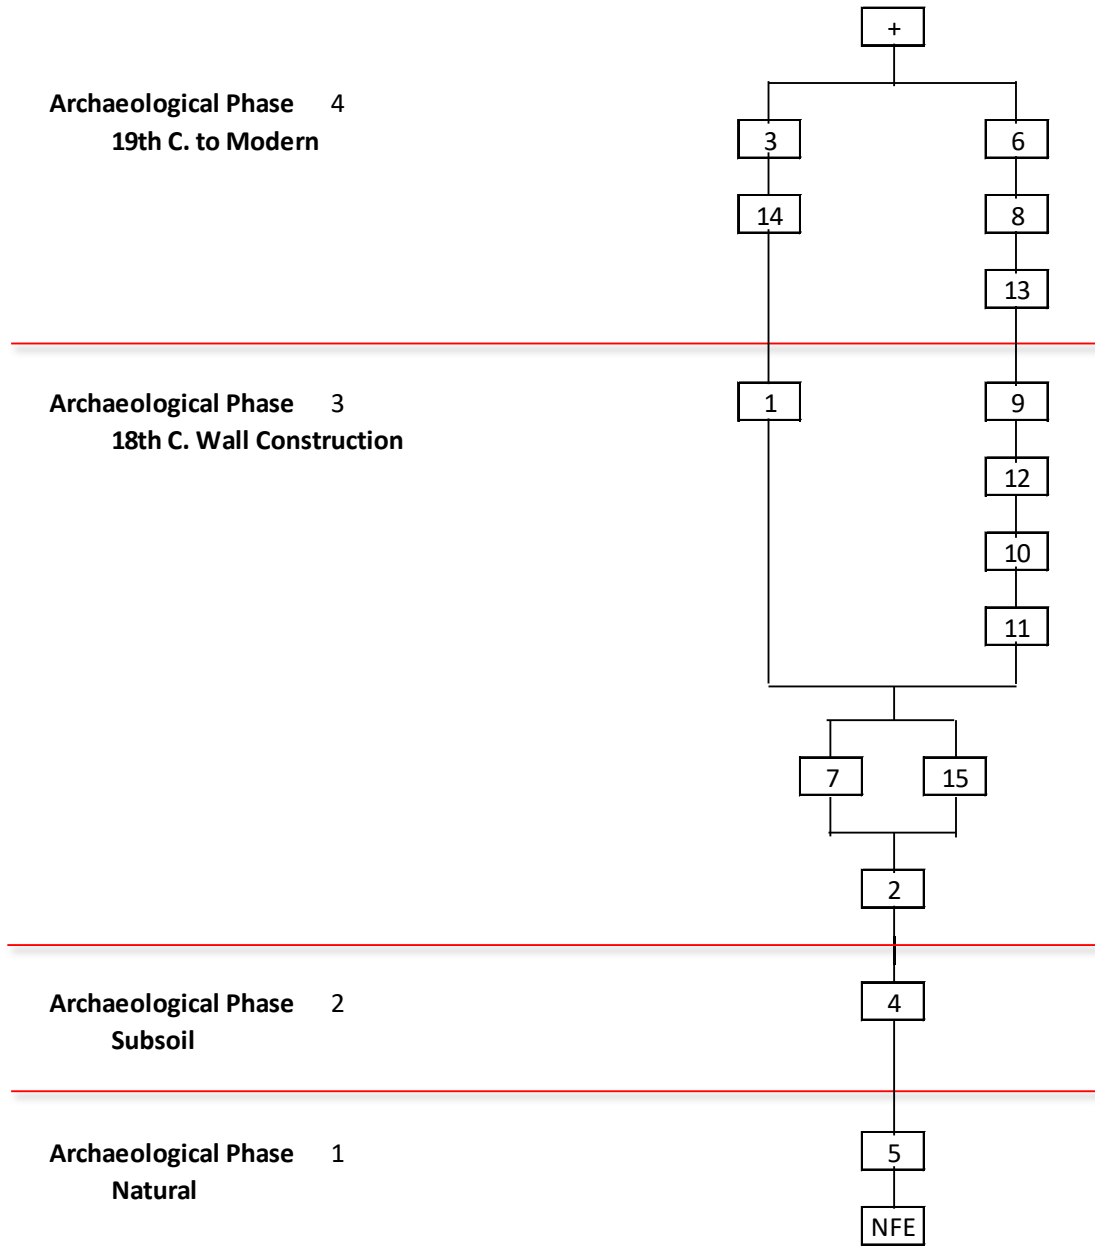 +
Archaeological Phase 4
19th C. to Modern
3 6
14 8
13
Archaeological Phase 3
18th C. Wall Construction
1 9
12
10
11
7 15
2
Archaeological Phase 2
Subsoil
4
Archaeological Phase 1
Natural
5
NFE